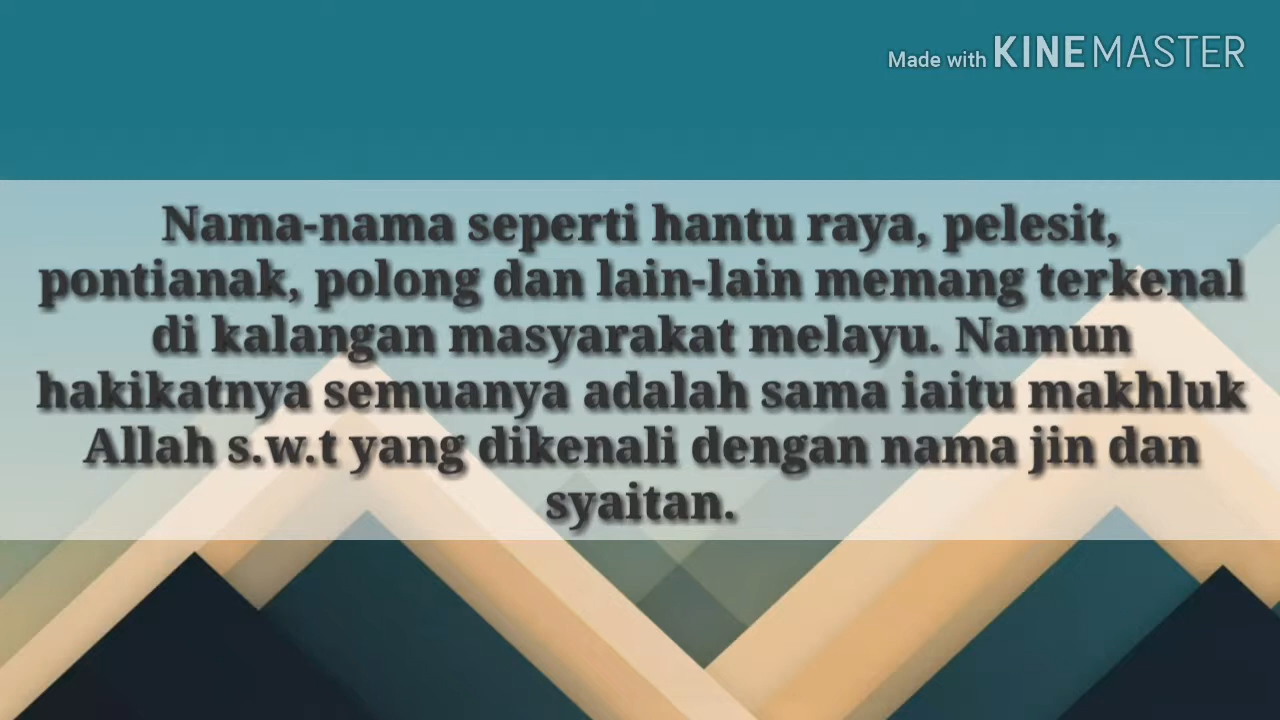 Made with KINEMASTER
Nama-nama seperti hantu raya, pelesit,
pontianak, polong dan lain-lain memang terkenal
di kalangan masyarakat melayu. Namun
hakikatnya semuanya adalah sama iaitu makhluk
Allah s.w.t yang dikenali dengan nama jin dan
syaitan.